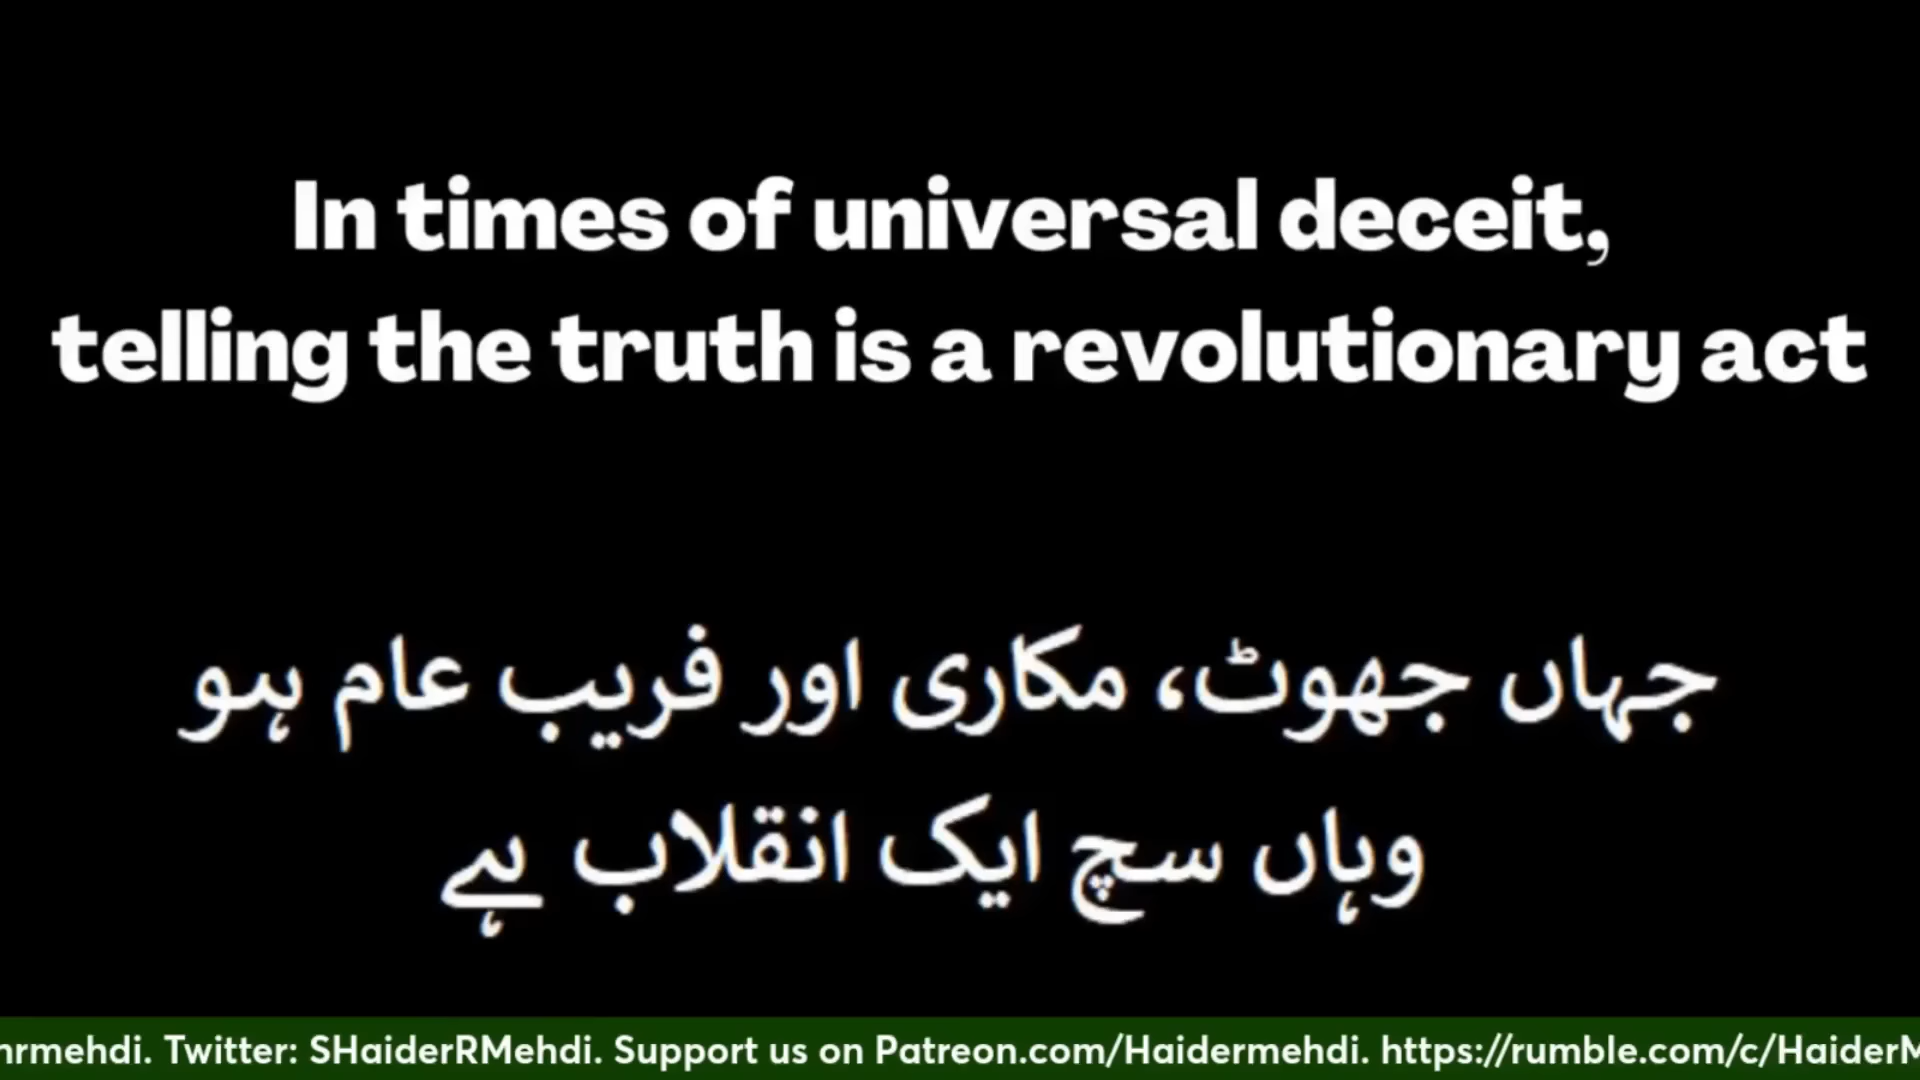 In times of universal deceit,
telling the truth is a revolutionary act
جہاں جھوٹ، مکاری اور فریب عام ہو
وہاں سچ ایک انقلاب ہے
hrmehdi. Twitter: SHaiderRMehdi. Support us on Patreon.com/Haidermehdi. https://rumble.com/c/HaiderM